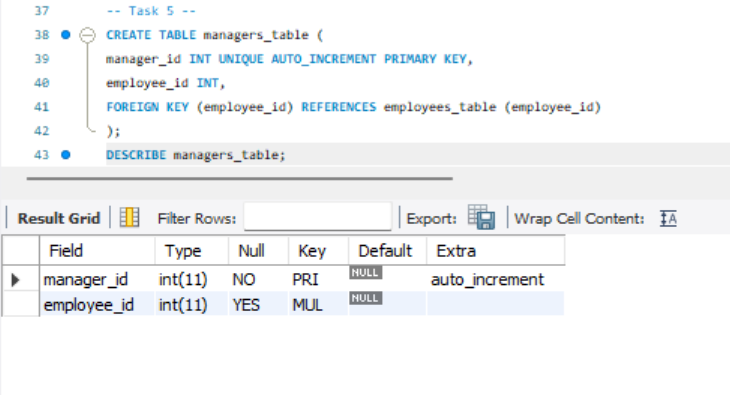 37 -- Task 5 --
38 CREATE TABLE managers_table (
39 manager_id INT UNIQUE AUTO_INCREMENT PRIMARY KEY,
40 employee_id INT,
41 FOREIGN KEY (employee_id) REFERENCES employees_table (employee_id)
42 );
43 DESCRIBE managers_table;
Result Grid Filter Rows: Export: Wrap Cell Content: IA
Field Type Null Key Default Extra
manager_id int(11) NO PRI NULL auto_increment
employee_id int(11) YES MUL NULL